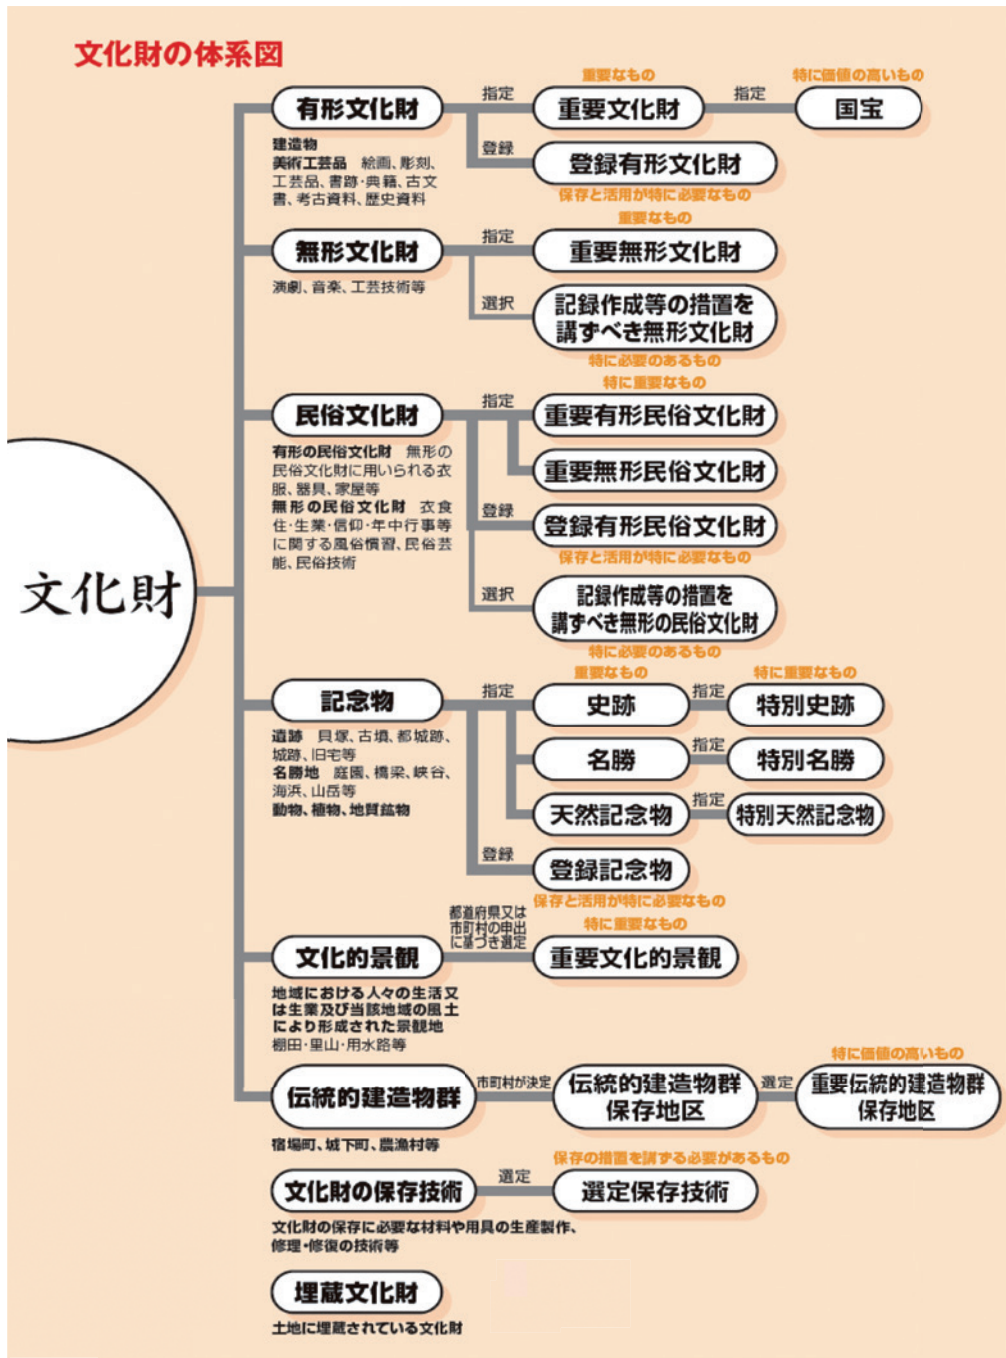 文化財の体系図
文化財
有形文化財
建造物
美術工芸品　絵画、彫刻、
工芸品、書跡・典籍、古文
書、考古資料、歴史資料
指定
重要なもの
重要文化財
指定
特に価値の高いもの
国宝
登録
登録有形文化財
保存と活用が特に必要なもの
無形文化財
演劇、音楽、工芸技術等
指定
重要なもの
重要無形文化財
選択
記録作成等の措置を
講ずべき無形文化財
特に必要のあるもの
民俗文化財
有形の民俗文化財　無形の
民俗文化財に用いられる衣
服、器具、家屋等
無形の民俗文化財　衣食
住・生業・信仰・年中行事等
に関する風俗慣習、民俗芸
能、民俗技術
指定
特に重要なもの
重要有形民俗文化財
重要無形民俗文化財
登録
登録有形民俗文化財
保存と活用が特に必要なもの
選択
記録作成等の措置を
講ずべき無形の民俗文化財
特に必要のあるもの
記念物
遺跡　貝塚、古墳、都城跡、
城跡、旧宅等
名勝地　庭園、橋梁、峡谷、
海浜、山岳等
動物、植物、地質鉱物
指定
重要なもの
史跡
指定
特に重要なもの
特別史跡
名勝
指定
特別名勝
天然記念物
指定
特別天然記念物
登録
登録記念物
保存と活用が特に必要なもの
文化的景観
地域における人々の生活又
は生業及び当該地域の風土
により形成された景観地
棚田・里山・用水路等
都道府県又は
市町村の申出
に基づき選定
特に重要なもの
重要文化的景観
伝統的建造物群
宿場町、城下町、農漁村等
市町村が決定
伝統的建造物群
保存地区
選定
特に価値の高いもの
重要伝統的建造物群
保存地区
文化財の保存技術
文化財の保存に必要な材料や用具の生産製作、
修理・修復の技術等
選定
保存の措置を講ずる必要があるもの
選定保存技術
埋蔵文化財
土地に埋蔵されている文化財